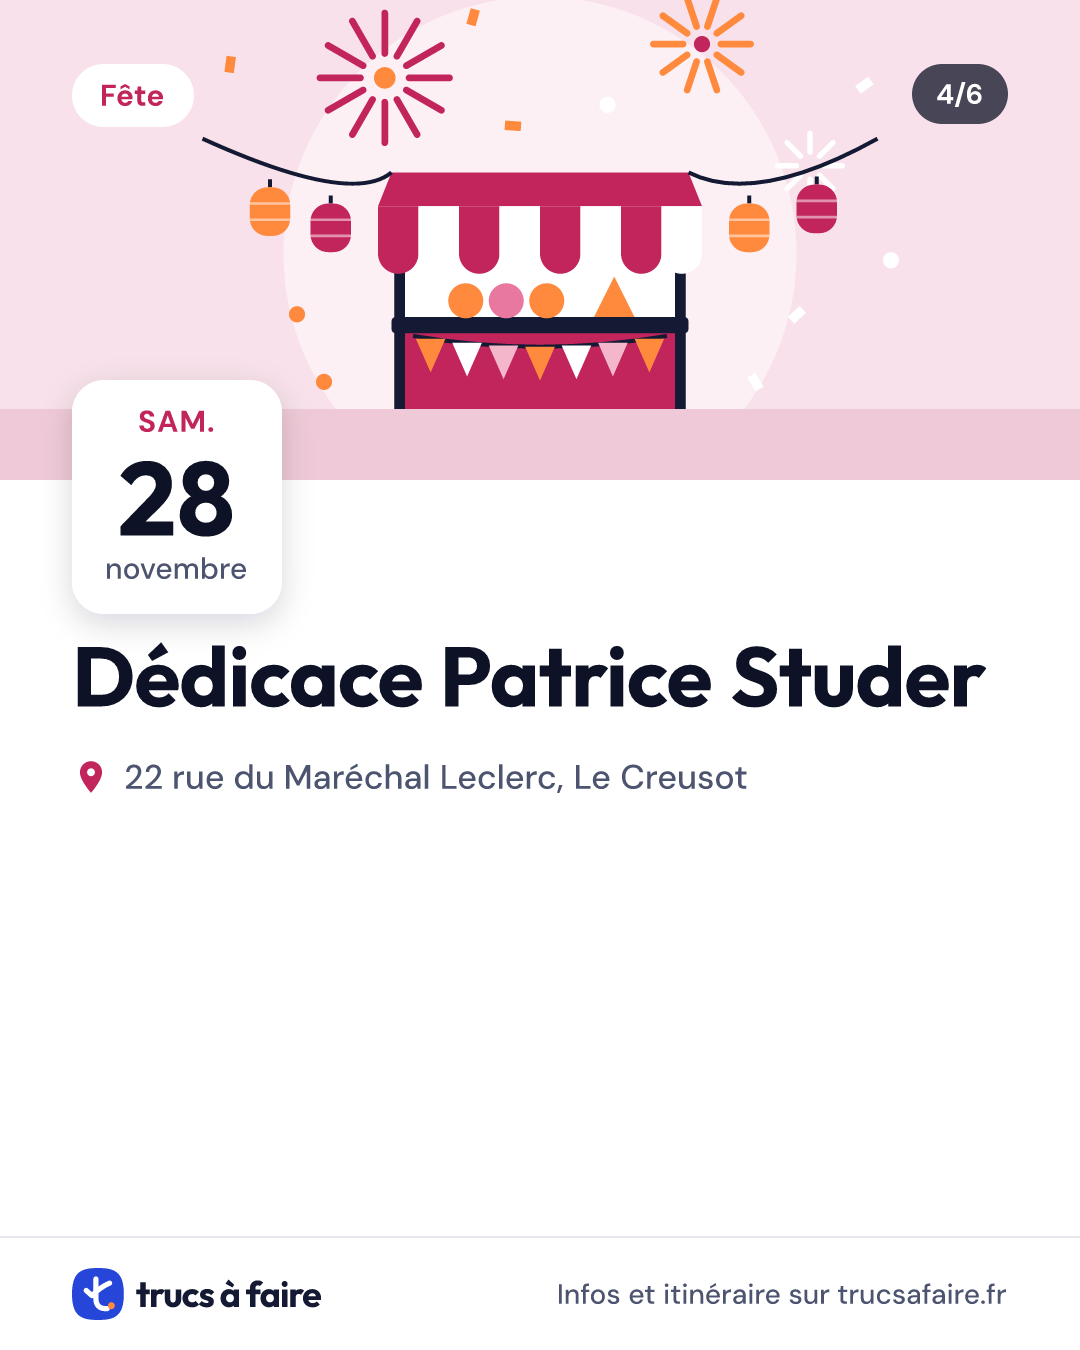 Fête
4/6
SAM.
28
novembre
Dédicace Patrice Studer
22 rue du Maréchal Leclerc, Le Creusot
trucs à faire
Infos et itinéraire sur trucsafaire.fr